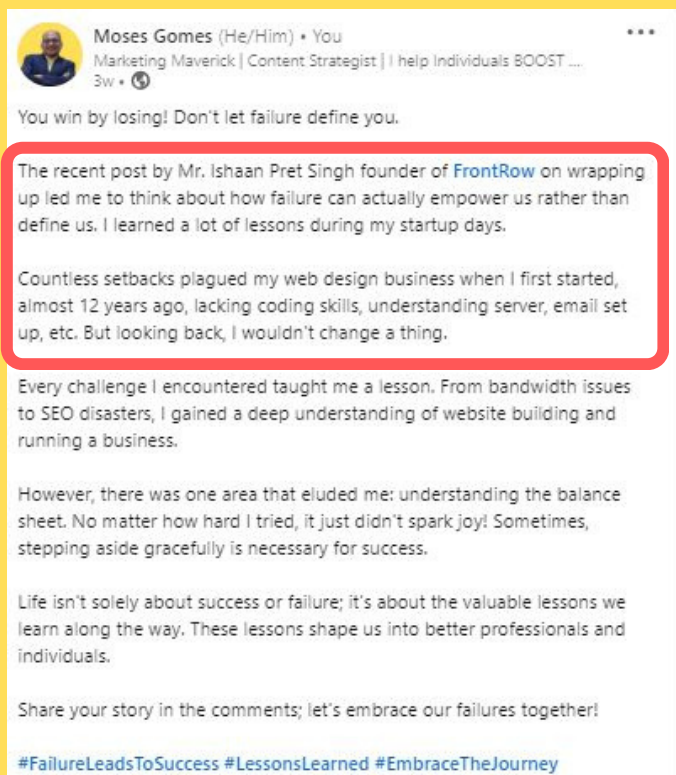 Moses Gomes (He/Him) • You
Marketing Maverick | Content Strategist | I help Individuals BOOST ...
3w •
You win by losing! Don't let failure define you.
The recent post by Mr. Ishaan Pret Singh founder of FrontRow on wrapping
up led me to think about how failure can actually empower us rather than
define us. I learned a lot of lessons during my startup days.
Countless setbacks plagued my web design business when I first started,
almost 12 years ago, lacking coding skills, understanding server, email set
up, etc. But looking back, I wouldn't change a thing.
Every challenge I encountered taught me a lesson. From bandwidth issues
to SEO disasters, I gained a deep understanding of website building and
running a business.
However, there was one area that eluded me: understanding the balance
sheet. No matter how hard I tried, it just didn't spark joy! Sometimes,
stepping aside gracefully is necessary for success.
Life isn't solely about success or failure; it's about the valuable lessons we
learn along the way. These lessons shape us into better professionals and
individuals.
Share your story in the comments; let's embrace our failures together!
#FailureLeadsToSuccess #LessonsLearned #EmbraceTheJourney